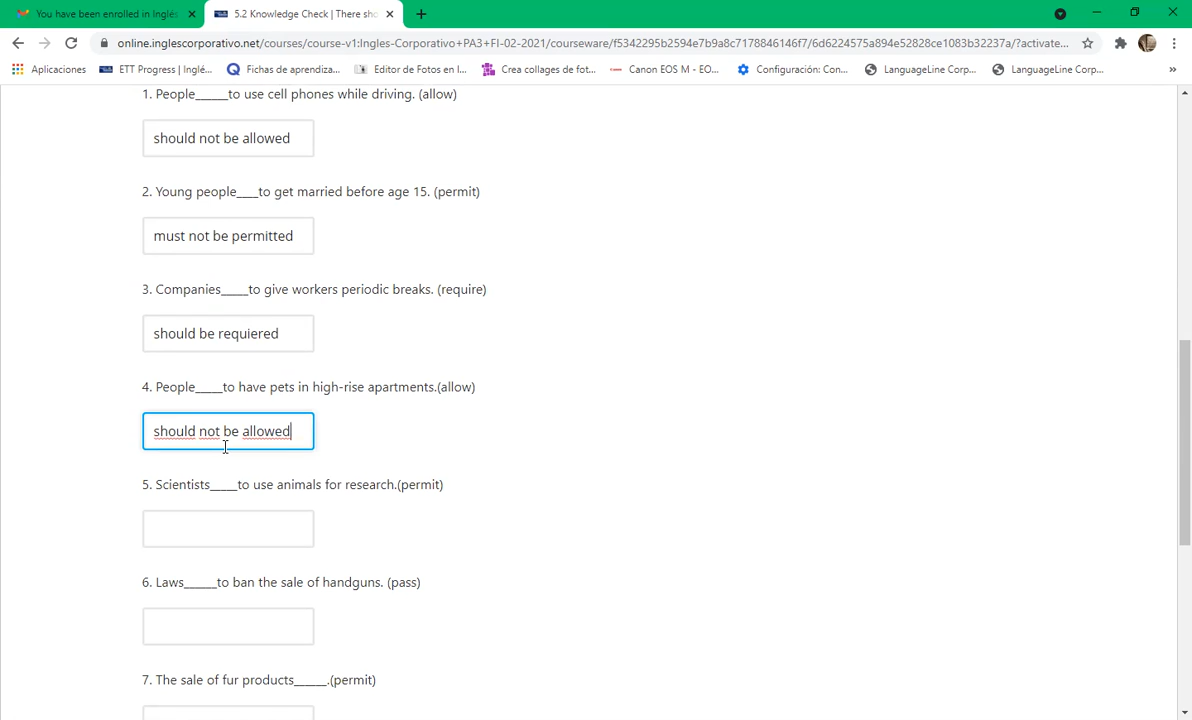 You have been enrolled in Inglés
5.2 Knowledge Check | There sho
online.inglescorporativo.net/courses/course-v1:Ingles-Corporativo+PA3+FI-02-2021/courseware/f5342295b2594e7b9a8c7178846146f7/6d6224575a894e52828ce1083b32237a/?activate...
Aplicaciones
ETT Progress | Inglé...
Fichas de aprendiza...
Editor de Fotos en l...
Crea collages de fot...
Canon EOS M - EO...
Configuración: Con...
LanguageLine Corp...
LanguageLine Corp...
»
1. People______to use cell phones while driving. (allow)
should not be allowed
2. Young people____to get married before age 15. (permit)
must not be permitted
3. Companies_____to give workers periodic breaks. (require)
should be requiered
4. People_____to have pets in high-rise apartments.(allow)
should not be allowed
5. Scientists_____to use animals for research.(permit)
6. Laws______to ban the sale of handguns. (pass)
7. The sale of fur products______.(permit)